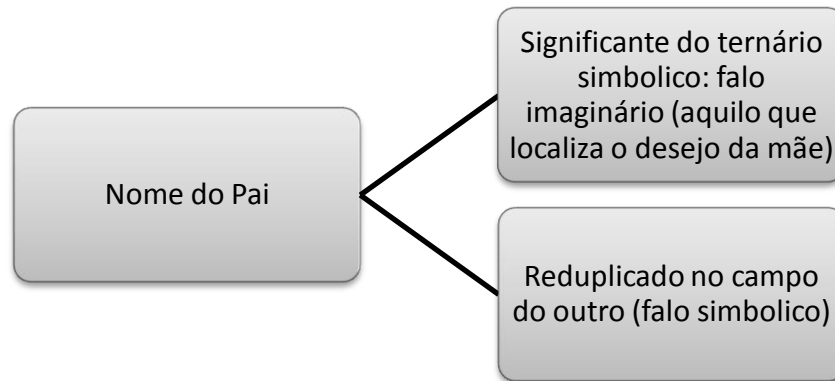 Nome do Pai
Significante do ternário
simbolico: falo
imaginário (aquilo que
localiza o desejo da mãe)
Reduplicado no campo
do outro (falo simbolico)